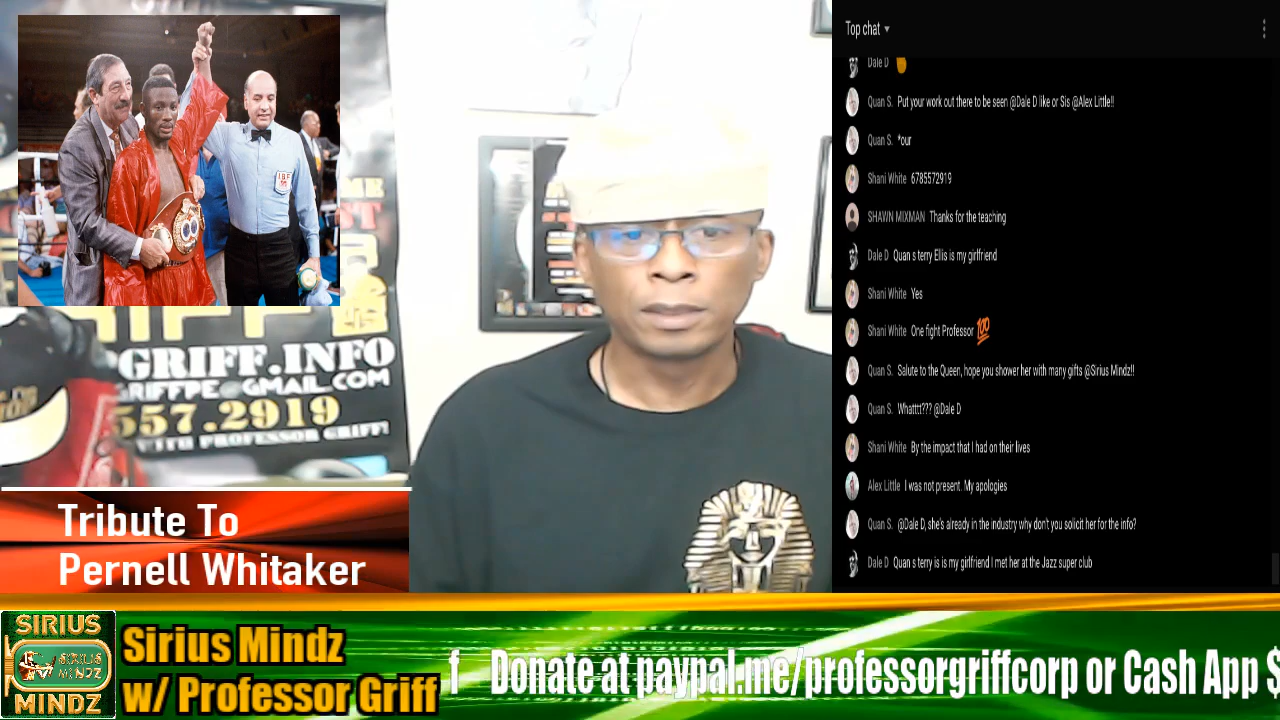 Top chat
Dale D
Quan S. Put your work out there to be seen @Dale D like or Sis @Alex Little!!
Quan S. *our
Shani White 6785572919
SHAWN MIXMAN Thanks for the teaching
Dale D Quan s terry Ellis is my girlfriend
Shani White Yes
Shani White One fight Professor 💯
Quan S. Salute to the Queen, hope you shower her with many gifts @Sirius Mindz!!
Quan S. Whatttt??? @Dale D
Shani White By the impact that I had on their lives
Alex Little I was not present. My apologies
Quan S. @Dale D, she's already in the industry why don't you solicit her for the info?
Dale D Quan s terry is is my girlfriend I met her at the Jazz super club
IBF
GRIFF.INFO
GRIFFPE@GMAIL.COM
557.2919
WITH PROFESSOR GRIFF!
Tribute To
Pernell Whitaker
SIRIUS
SIRIUS
MINDZ
MINDZ
Sirius Mindz
w/ Professor Griff
f Donate at paypal.me/professorgriffcorp or Cash App $